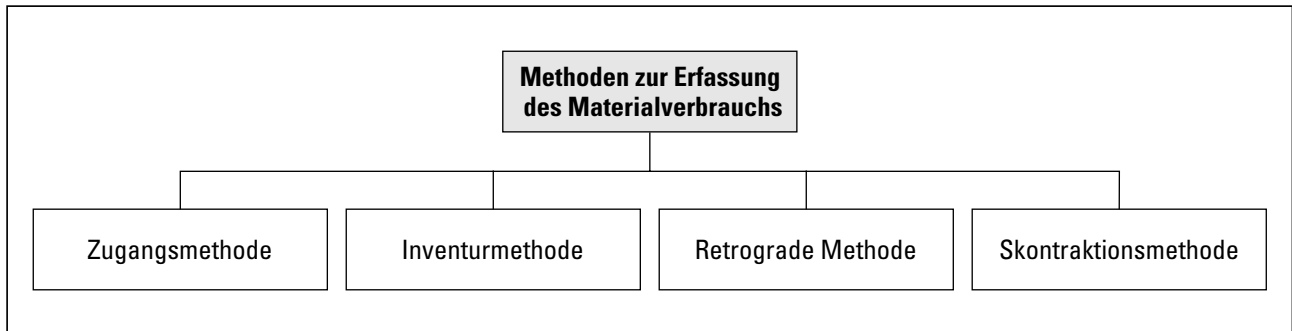 Methoden zur Erfassung
des Materialverbrauchs
Zugangsmethode
Inventurmethode
Retrograde Methode
Skontraktionsmethode